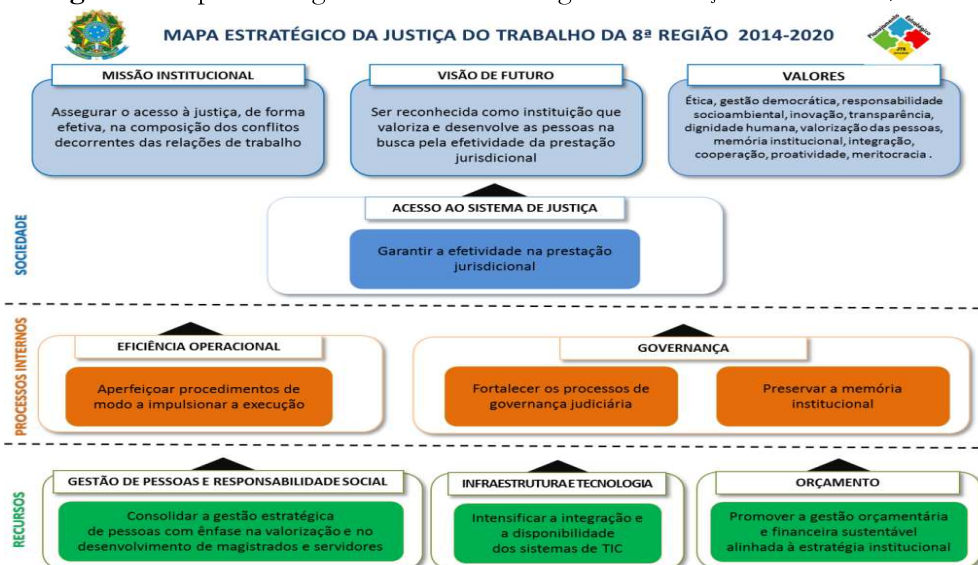 MAPA ESTRATÉGICO DA JUSTIÇA DO TRABALHO DA 8ª REGIÃO 2014-2020
MISSÃO INSTITUCIONAL
Assegurar o acesso à justiça, de forma
efetiva, na composição dos conflitos
decorrentes das relações de trabalho
VISÃO DE FUTURO
Ser reconhecida como instituição que
valoriza e desenvolve as pessoas na
busca pela efetividade da prestação
jurisdicional
VALORES
Ética, gestão democrática, responsabilidade
socioambiental, inovação, transparência,
dignidade humana, valorização das pessoas,
memória institucional, integração,
cooperação, proatividade, meritocracia .
SOCIEDADE
ACESSO AO SISTEMA DE JUSTIÇA
Garantir a efetividade na prestação
jurisdicional
PROCESSOS INTERNOS
EFICIÊNCIA OPERACIONAL
Aperfeiçoar procedimentos de
modo a impulsionar a execução
GOVERNANÇA
Fortalecer os processos de
governança judiciária
Preservar a memória
institucional
RECURSOS
GESTÃO DE PESSOAS E RESPONSABILIDADE SOCIAL
Consolidar a gestão estratégica
de pessoas com ênfase na valorização e no
desenvolvimento de magistrados e servidores
INFRAESTRUTURA E TECNOLOGIA
Intensificar a integração e
a disponibilidade
dos sistemas de TIC
ORÇAMENTO
Promover a gestão orçamentária
e financeira sustentável
alinhada à estratégia institucional